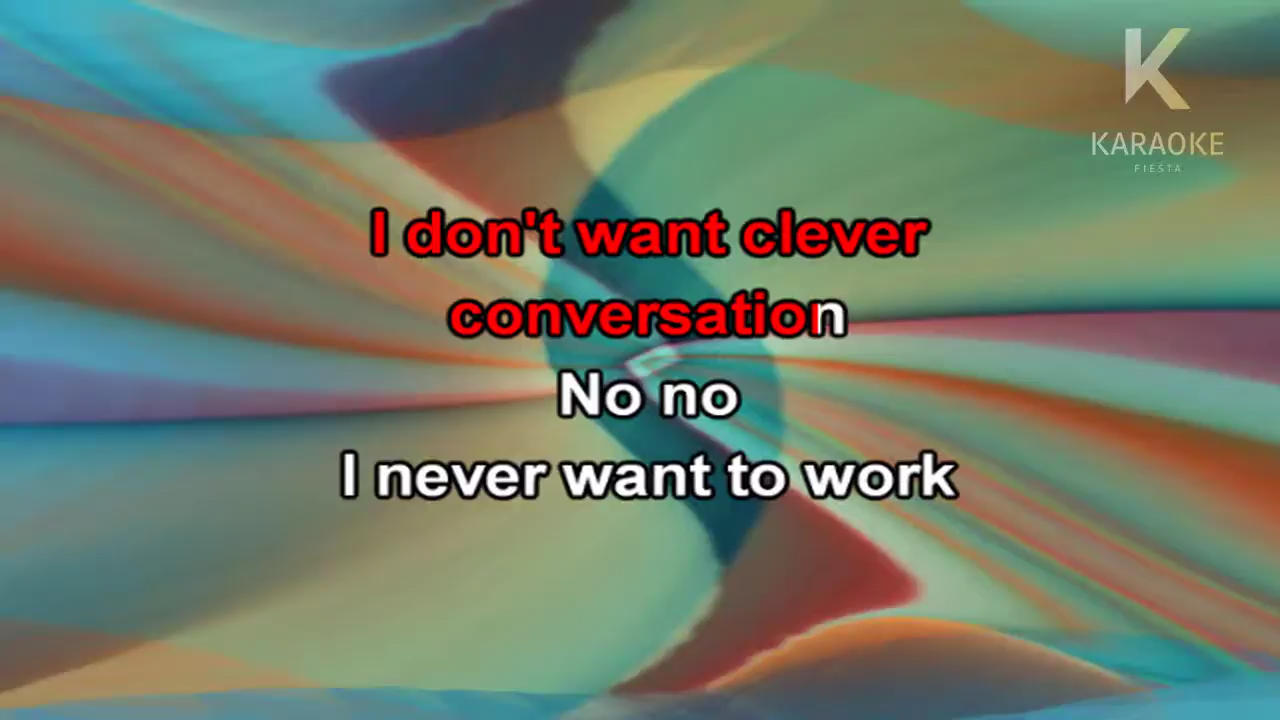 K
KARAOKE
FIESTA
I don't want clever
conversation
No no
I never want to work